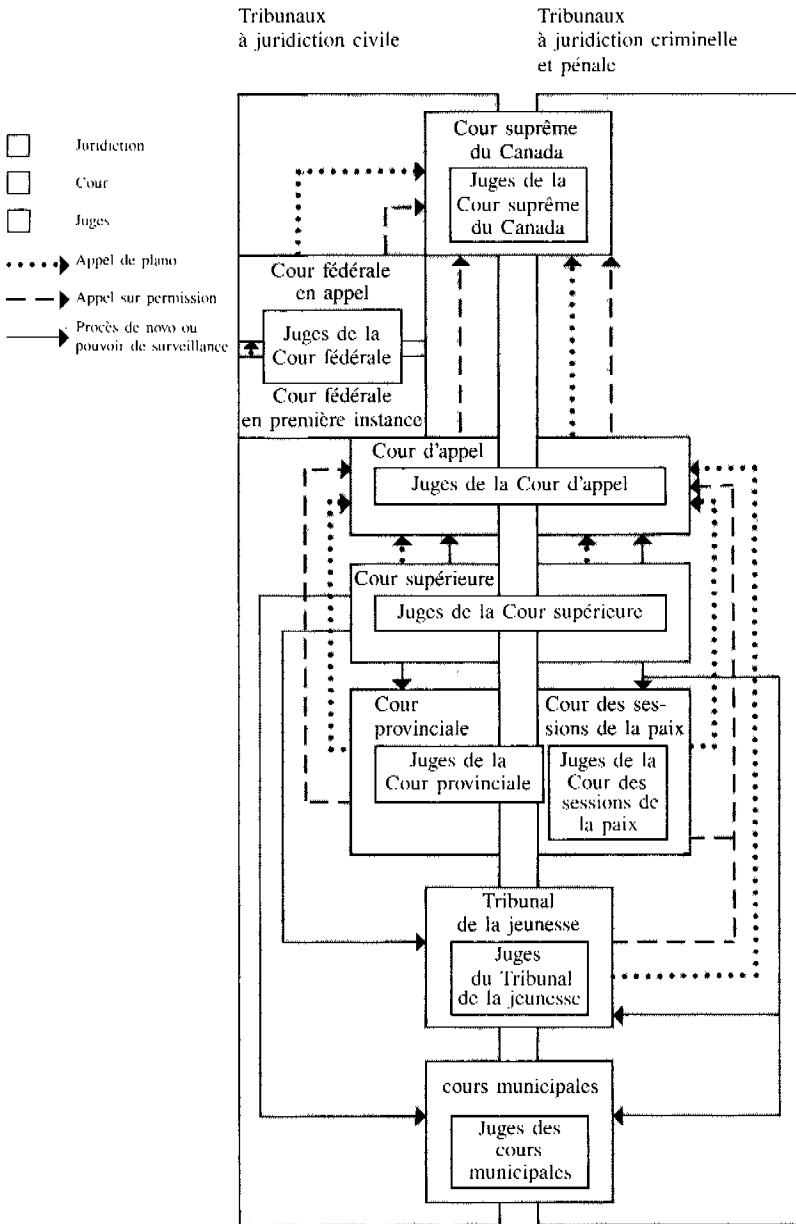 Tribunaux
à juridiction civile
Tribunaux
à juridiction criminelle
et pénale
Juridiction
Cour
Juges
Appel de plano
Appel sur permission
Procès de novo ou
pouvoir de surveillance
Cour suprême
du Canada
Juges de la
Cour suprême
du Canada
Cour fédérale
en appel
Juges de la
Cour fédérale
Cour fédérale
en première instance
Cour d'appel
Juges de la Cour d'appel
Cour supérieure
Juges de la Cour supérieure
Cour
provinciale
Juges de la
Cour provinciale
Cour des ses-
sions de la paix
Juges de la
Cour des
sessions de
la paix
Tribunal
de la jeunesse
Juges
du Tribunal
de la jeunesse
cours municipales
Juges des
cours
municipales